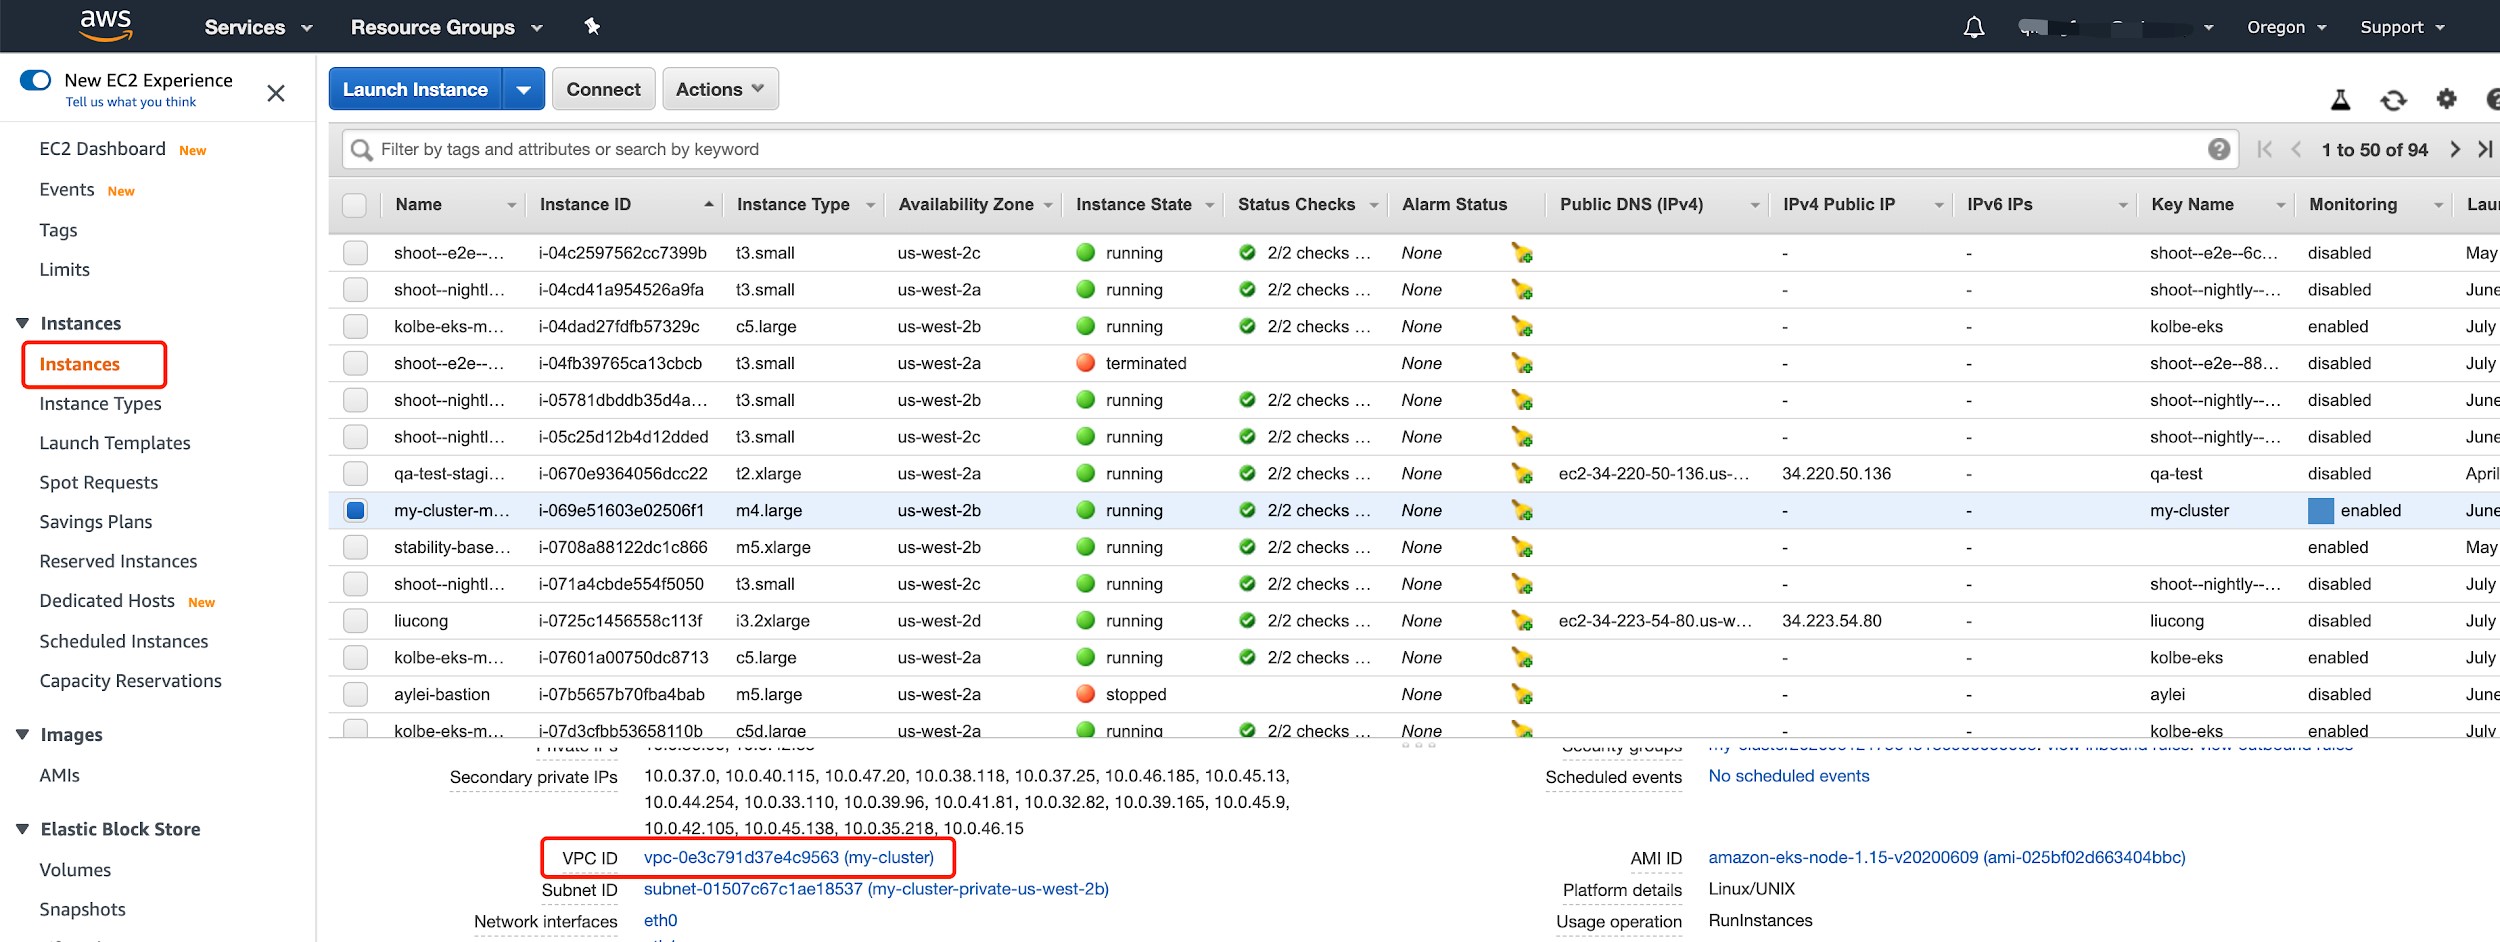 aws Services Resource Groups Oregon Support
New EC2 Experience
Tell us what you think
EC2 Dashboard New
Events New
Tags
Limits
Instances
Instances
Instance Types
Launch Templates
Spot Requests
Savings Plans
Reserved Instances
Dedicated Hosts New
Scheduled Instances
Capacity Reservations
Images
AMIs
Elastic Block Store
Volumes
Snapshots
Launch Instance Connect Actions
Filter by tags and attributes or search by keyword 1 to 50 of 94
Name Instance ID Instance Type Availability Zone Instance State Status Checks Alarm Status Public DNS (IPv4) IPv4 Public IP IPv6 IPs Key Name Monitoring Lau
shoot--e2e--... i-04c2597562cc7399b t3.small us-west-2c running 2/2 checks ... None - - shoot--e2e--6c... disabled May
shoot--nightl... i-04cd41a954526a9fa t3.small us-west-2a running 2/2 checks ... None - - shoot--nightly--... disabled June
kolbe-eks-m... i-04dad27fdfb57329c c5.large us-west-2b running 2/2 checks ... None - - kolbe-eks enabled July
shoot--e2e--... i-04fb39765ca13cbcb t3.small us-west-2a terminated None - - shoot--e2e--88... disabled July
shoot--nightl... i-05781dbddb35d4a... t3.small us-west-2b running 2/2 checks ... None - - shoot--nightly--... disabled June
shoot--nightl... i-05c25d12b4d12dded t3.small us-west-2c running 2/2 checks ... None - - shoot--nightly--... disabled June
qa-test-stagi... i-0670e9364056dcc22 t2.xlarge us-west-2a running 2/2 checks ... None ec2-34-220-50-136.us-... 34.220.50.136 - qa-test disabled April
my-cluster-m... i-069e51603e02506f1 m4.large us-west-2b running 2/2 checks ... None - - my-cluster enabled June
stability-base... i-0708a88122dc1c866 m5.xlarge us-west-2b running 2/2 checks ... None - - enabled May
shoot--nightl... i-071a4cbde554f5050 t3.small us-west-2c running 2/2 checks ... None - - shoot--nightly--... disabled July
liucong i-0725c1456558c113f i3.2xlarge us-west-2d running 2/2 checks ... None ec2-34-223-54-80.us-w... 34.223.54.80 - liucong disabled July
kolbe-eks-m... i-07601a00750dc8713 c5.large us-west-2a running 2/2 checks ... None - - kolbe-eks enabled July
aylei-bastion i-07b5657b70fba4bab m5.large us-west-2a stopped None - - aylei disabled June
kolbe-eks-m... i-07d3cfbb53658110b c5d.large us-west-2a running 2/2 checks ... None - - kolbe-eks enabled July
Private IPs Security groups view inbound rules. view outbound rules
Secondary private IPs 10.0.37.0, 10.0.40.115, 10.0.47.20, 10.0.38.118, 10.0.37.25, 10.0.46.185, 10.0.45.13, Scheduled events No scheduled events
10.0.44.254, 10.0.33.110, 10.0.39.96, 10.0.41.81, 10.0.32.82, 10.0.39.165, 10.0.45.9,
10.0.42.105, 10.0.45.138, 10.0.35.218, 10.0.46.15
VPC ID vpc-0e3c791d37e4c9563 (my-cluster) AMI ID amazon-eks-node-1.15-v20200609 (ami-025bf02d663404bbc)
Subnet ID subnet-01507c67c1ae18537 (my-cluster-private-us-west-2b) Platform details Linux/UNIX
Network interfaces eth0 Usage operation RunInstances